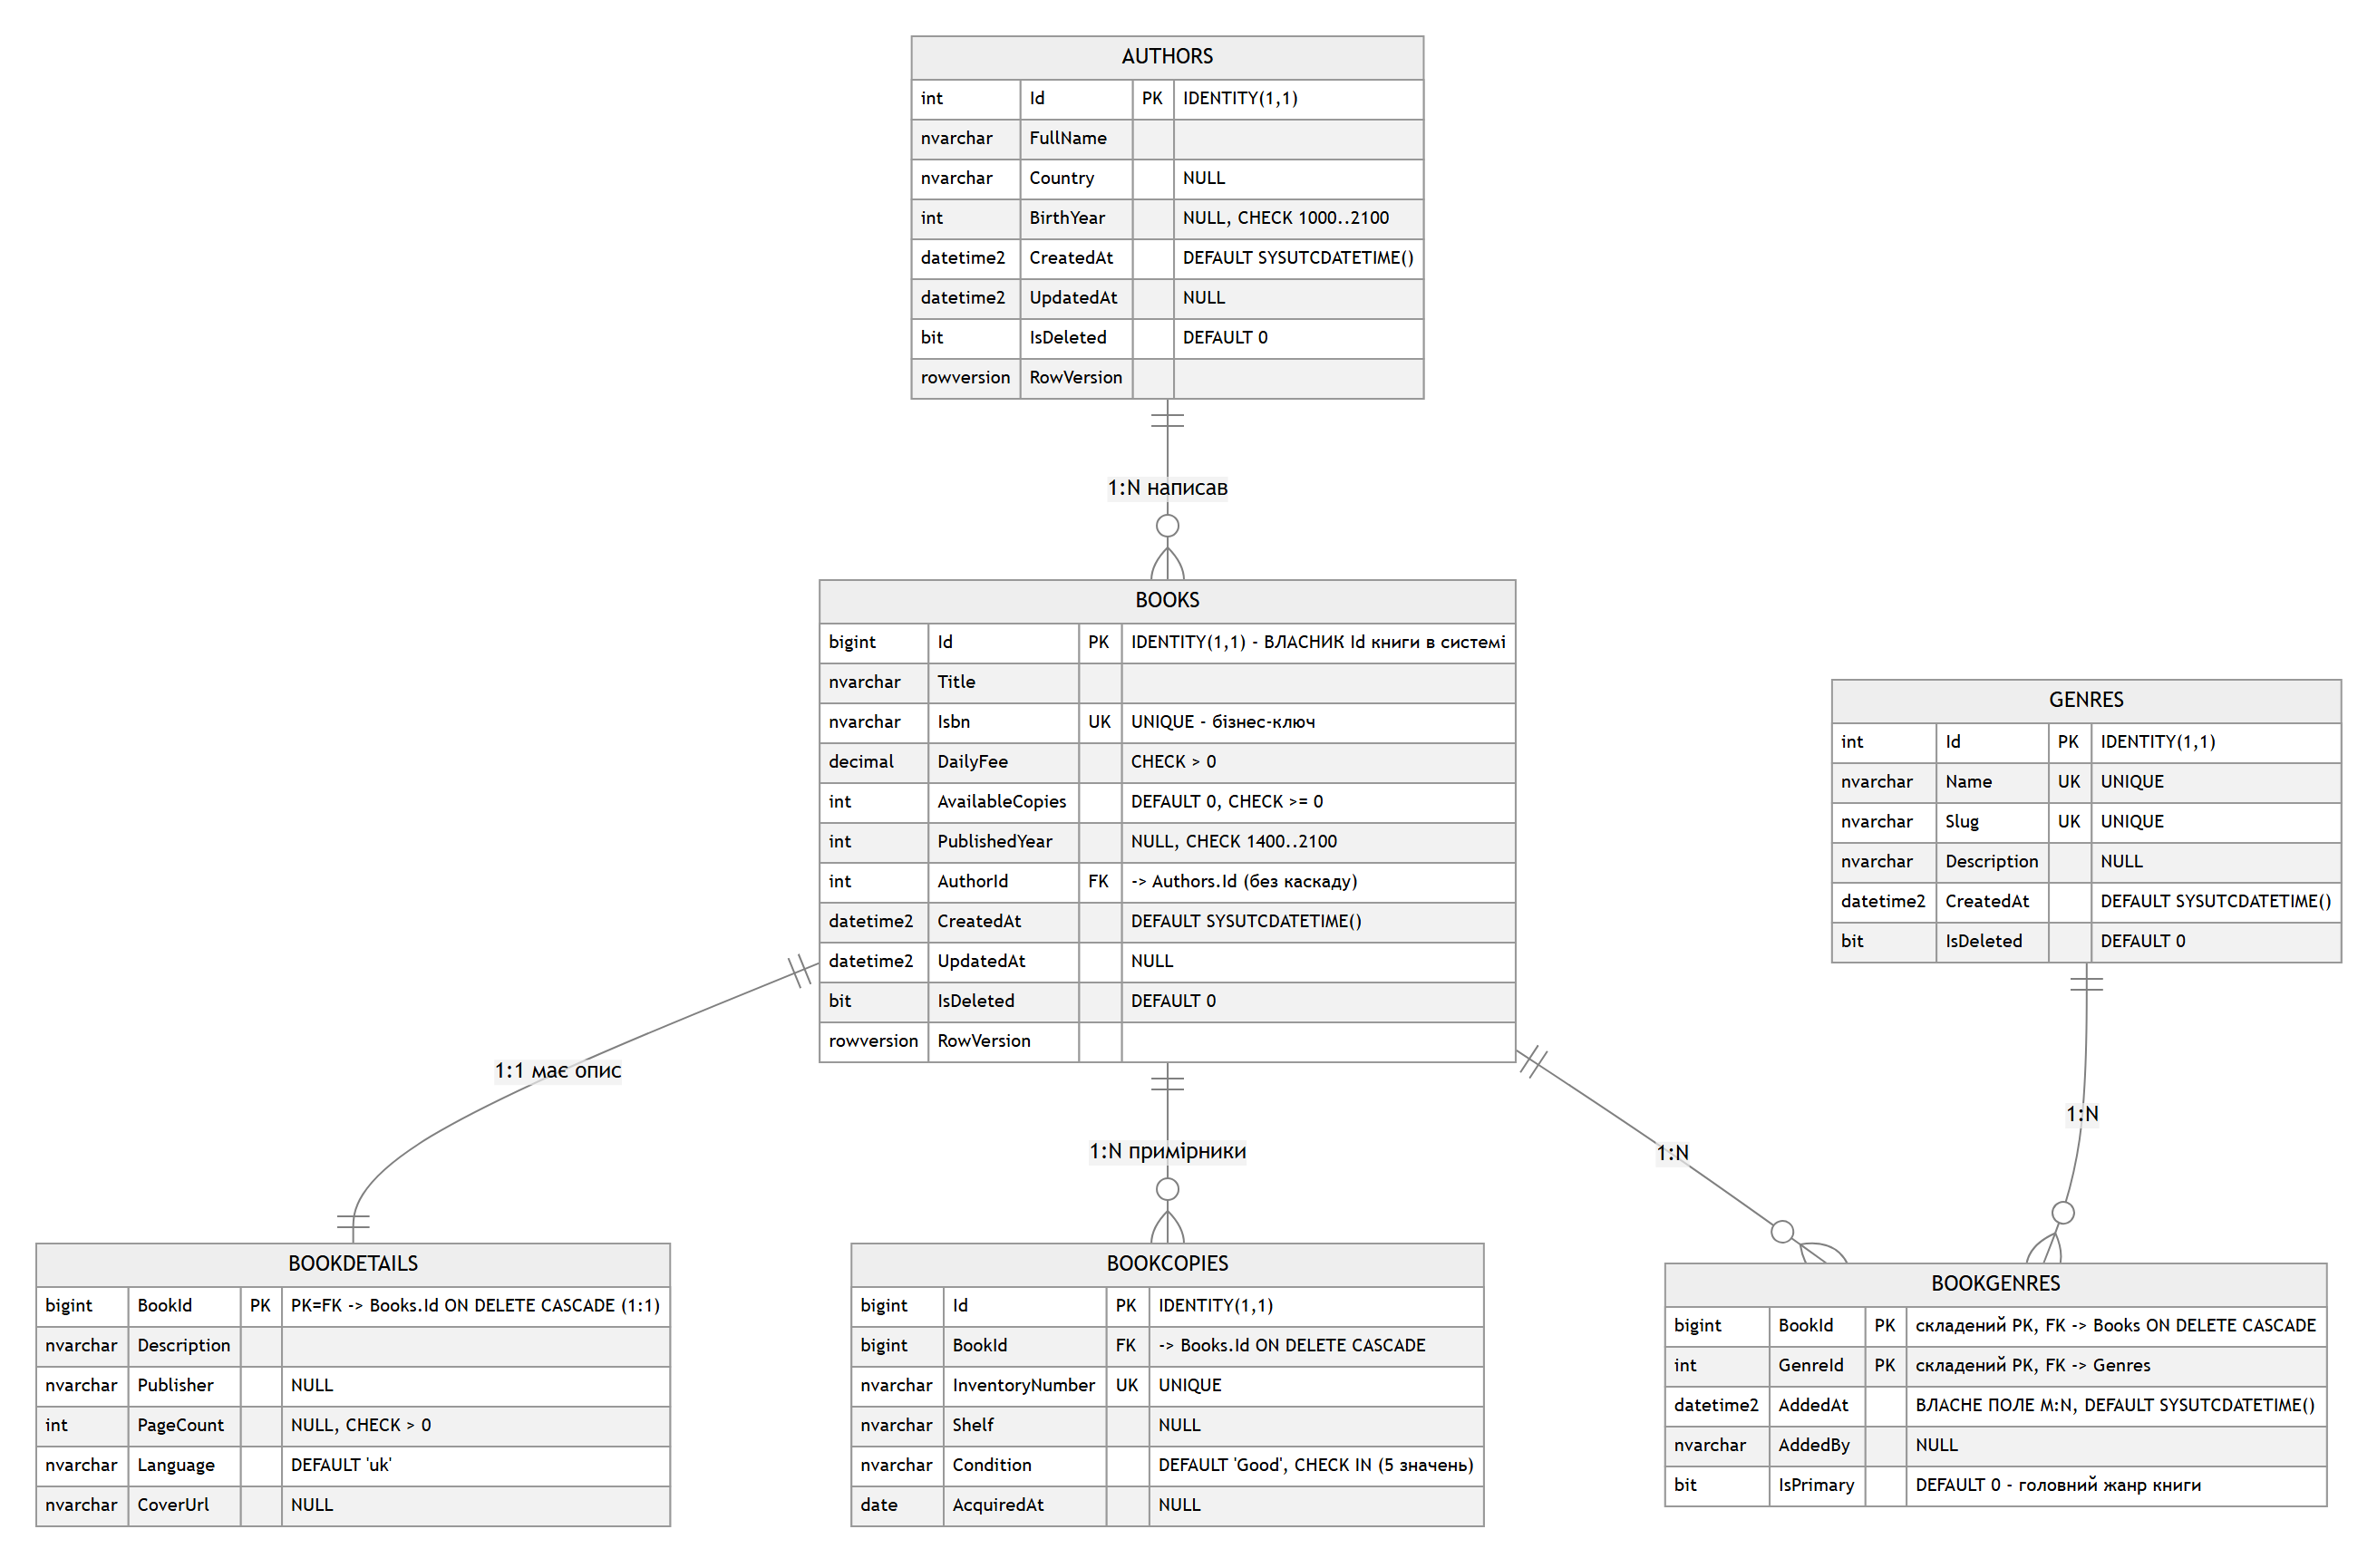 AUTHORS
int Id PK IDENTITY(1,1)
nvarchar FullName
nvarchar Country NULL
int BirthYear NULL, CHECK 1000..2100
datetime2 CreatedAt DEFAULT SYSUTCDATETIME()
datetime2 UpdatedAt NULL
bit IsDeleted DEFAULT 0
rowversion RowVersion
1:N написав
BOOKS
bigint Id PK IDENTITY(1,1) - ВЛАСНИК Id книги в системі
nvarchar Title
nvarchar Isbn UK UNIQUE - бізнес-ключ
decimal DailyFee CHECK > 0
int AvailableCopies DEFAULT 0, CHECK >= 0
int PublishedYear NULL, CHECK 1400..2100
int AuthorId FK -> Authors.Id (без каскаду)
datetime2 CreatedAt DEFAULT SYSUTCDATETIME()
datetime2 UpdatedAt NULL
bit IsDeleted DEFAULT 0
rowversion RowVersion
GENRES
int Id PK IDENTITY(1,1)
nvarchar Name UK UNIQUE
nvarchar Slug UK UNIQUE
nvarchar Description NULL
datetime2 CreatedAt DEFAULT SYSUTCDATETIME()
bit IsDeleted DEFAULT 0
1:1 має опис
1:N примірники
1:N
1:N
BOOKDETAILS
bigint BookId PK PK=FK -> Books.Id ON DELETE CASCADE (1:1)
nvarchar Description
nvarchar Publisher NULL
int PageCount NULL, CHECK > 0
nvarchar Language DEFAULT 'uk'
nvarchar CoverUrl NULL
BOOKCOPIES
bigint Id PK IDENTITY(1,1)
bigint BookId FK -> Books.Id ON DELETE CASCADE
nvarchar InventoryNumber UK UNIQUE
nvarchar Shelf NULL
nvarchar Condition DEFAULT 'Good', CHECK IN (5 значень)
date AcquiredAt NULL
BOOKGENRES
bigint BookId PK складений PK, FK -> Books ON DELETE CASCADE
int GenreId PK складений PK, FK -> Genres
datetime2 AddedAt ВЛАСНЕ ПОЛЕ M:N, DEFAULT SYSUTCDATETIME()
nvarchar AddedBy NULL
bit IsPrimary DEFAULT 0 - головний жанр книги